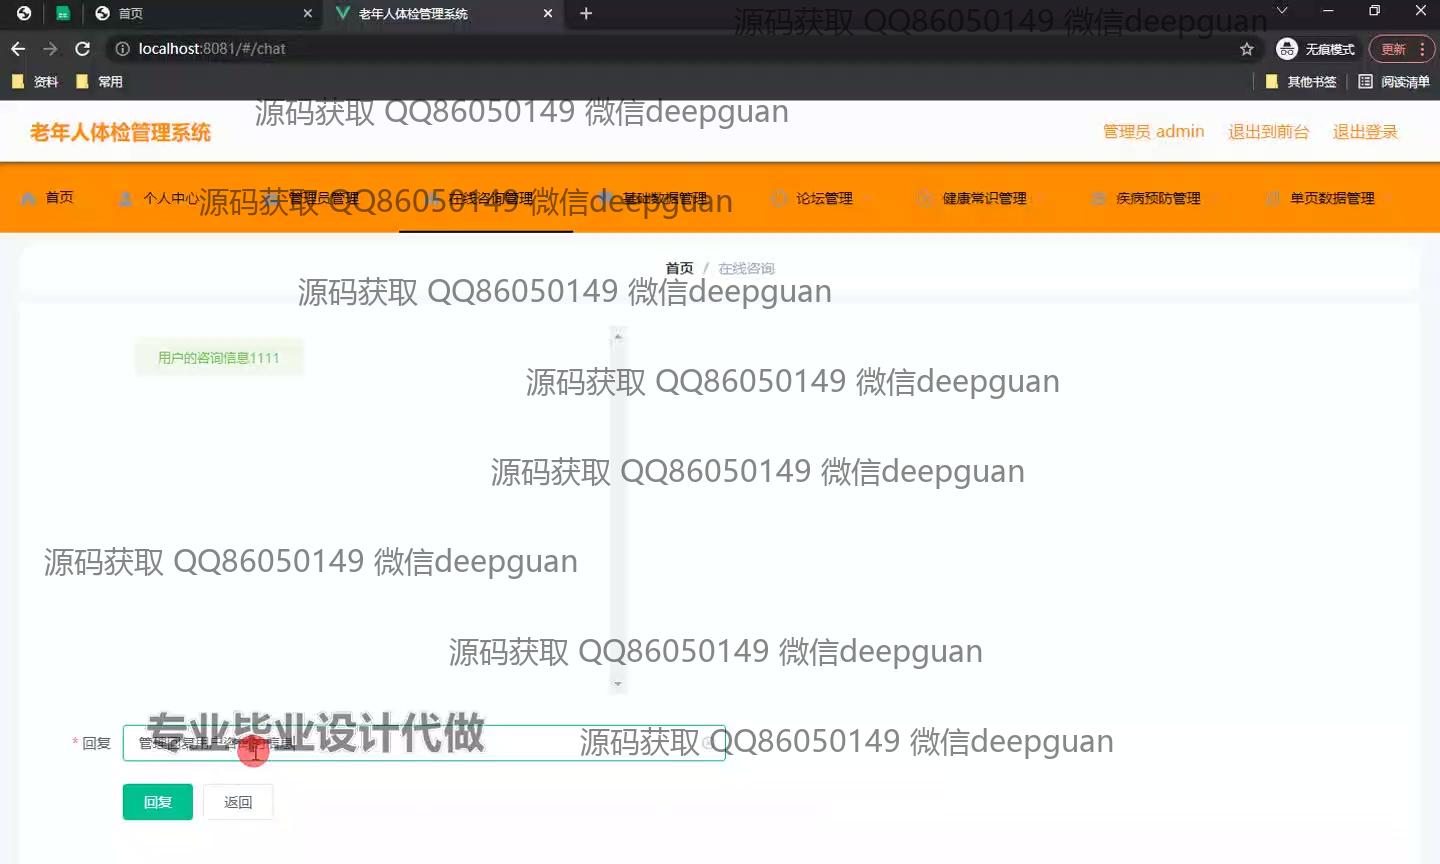 首页
老年人体检管理系统
源码获取 QQ86050149 微信deepguan
localhost:8081/#/chat
无痕模式
更新
资料
常用
其他书签
阅读清单
源码获取 QQ86050149 微信deepguan
老年人体检管理系统
管理员 admin
退出到前台
退出登录
首页
个人中心
管理员管理
在线咨询管理
基础数据管理
论坛管理
健康常识管理
疾病预防管理
单页数据管理
源码获取 QQ86050149 微信deepguan
首页 / 在线咨询
源码获取 QQ86050149 微信deepguan
用户的咨询信息1111
源码获取 QQ86050149 微信deepguan
源码获取 QQ86050149 微信deepguan
源码获取 QQ86050149 微信deepguan
源码获取 QQ86050149 微信deepguan
专业毕业设计代做
* 回复
管理回复用户咨询的信息
源码获取 QQ86050149 微信deepguan
回复
返回